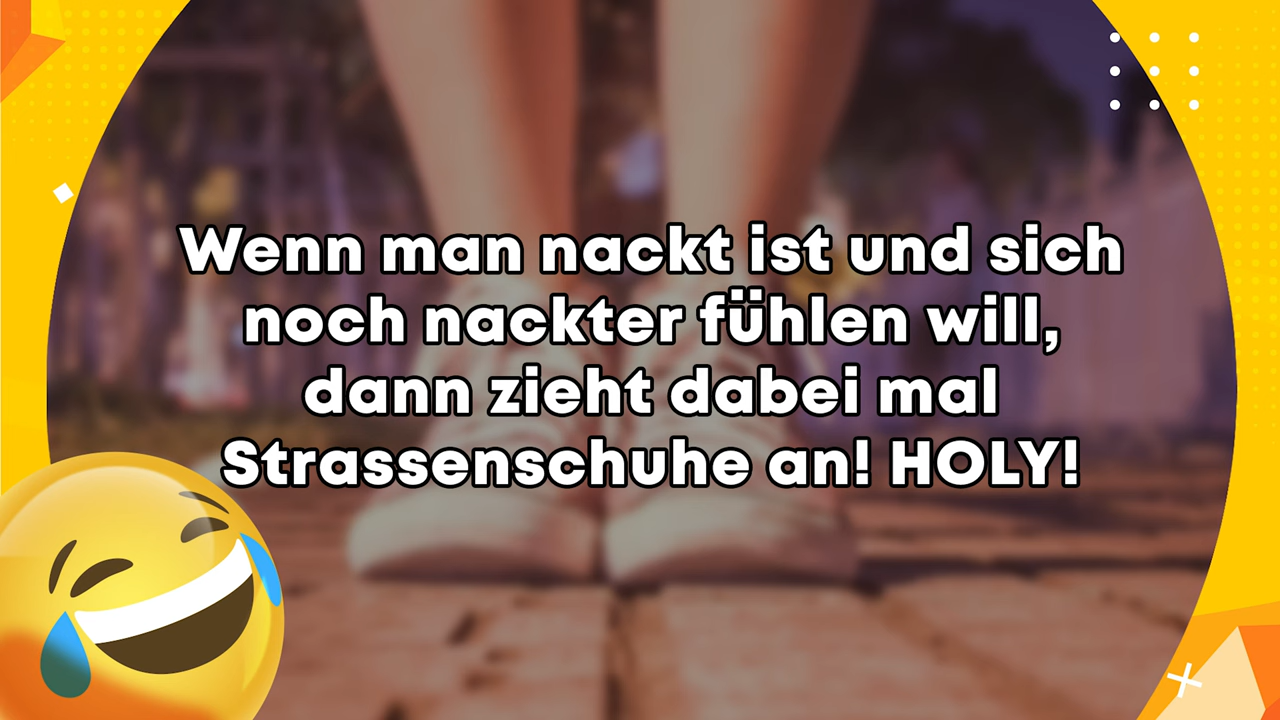 Wenn man nackt ist und sich
noch nackter fühlen will,
dann zieht dabei mal
Strassenschuhe an! HOLY!